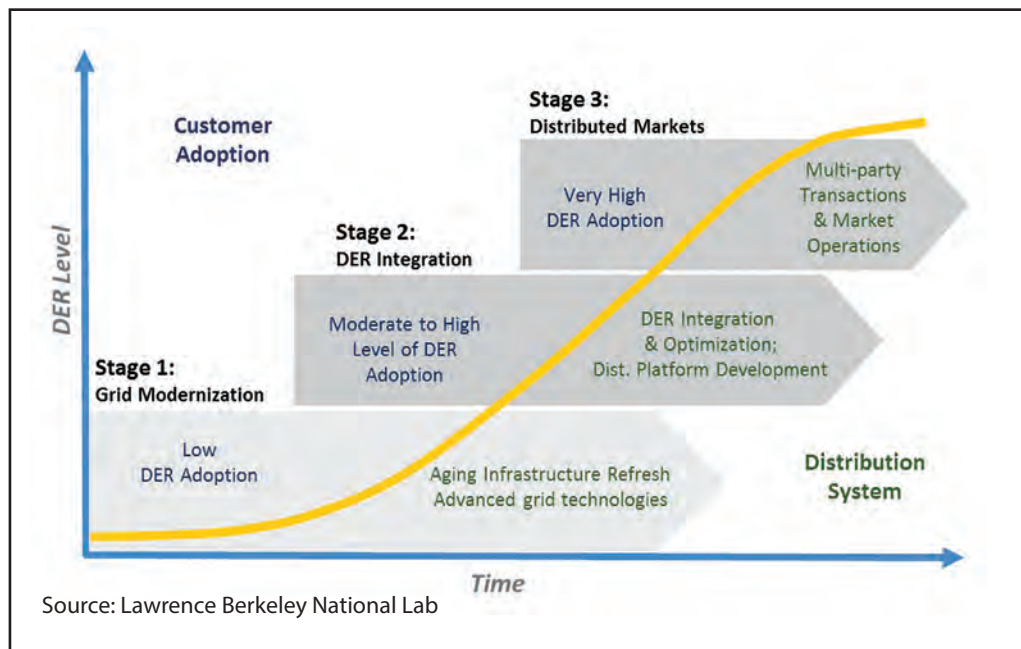 Customer
Adoption
Stage 3:
Distributed Markets
Very High
DER Adoption
Multi-party
Transactions
& Market
Operations
Stage 2:
DER Integration
Moderate to High
Level of DER
Adoption
DER Integration
& Optimization;
Dist. Platform Development
Stage 1:
Grid Modernization
Low
DER Adoption
Aging Infrastructure Refresh
Advanced grid technologies
Distribution
System
DER Level
Time
Source: Lawrence Berkeley National Lab